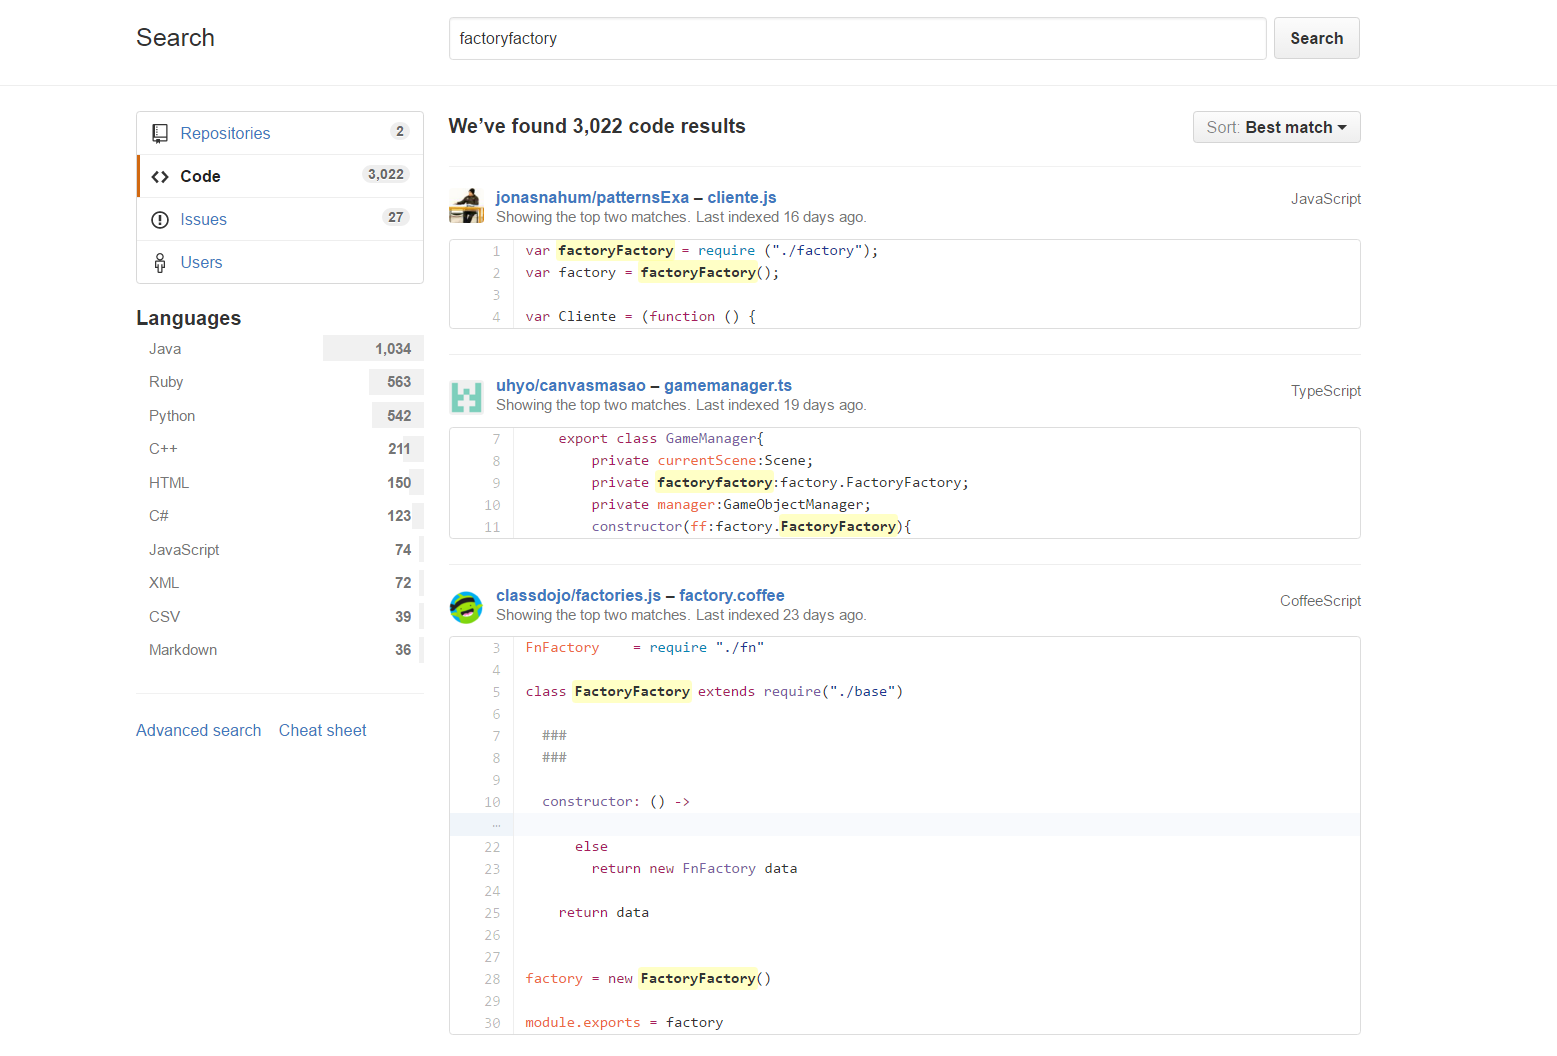 Search
factoryfactory
Search
Repositories 2
Code 3,022
Issues 27
Users
Languages
Java 1,034
Ruby 563
Python 542
C++ 211
HTML 150
C# 123
JavaScript 74
XML 72
CSV 39
Markdown 36
Advanced search Cheat sheet
We’ve found 3,022 code results
Sort: Best match
jonasnahum/patternsExa – cliente.js
JavaScript
Showing the top two matches. Last indexed 16 days ago.
1 var factoryFactory = require ("./factory");
2 var factory = factoryFactory();
3
4 var Cliente = (function () {
uhyo/canvasmasao – gamemanager.ts
TypeScript
Showing the top two matches. Last indexed 19 days ago.
7 export class GameManager{
8 private currentScene:Scene;
9 private factoryfactory:factory.FactoryFactory;
10 private manager:GameObjectManager;
11 constructor(ff:factory.FactoryFactory){
classdojo/factories.js – factory.coffee
CoffeeScript
Showing the top two matches. Last indexed 23 days ago.
3 FnFactory = require "./fn"
4
5 class FactoryFactory extends require("./base")
6
7 ###
8 ###
9
10 constructor: () ->
…
22 else
23 return new FnFactory data
24
25 return data
26
27
28 factory = new FactoryFactory()
29
30 module.exports = factory